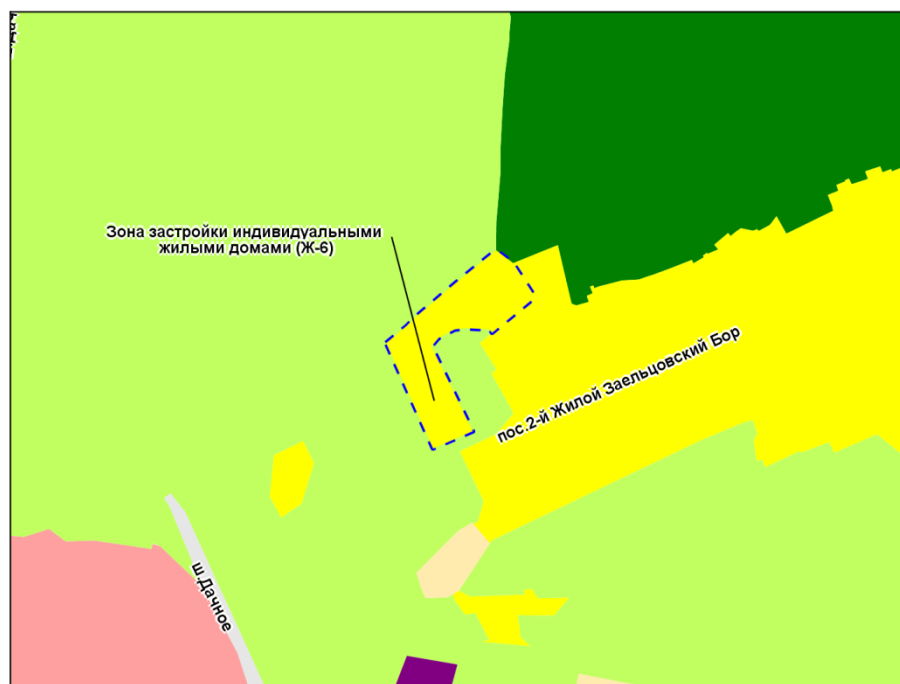 Зона застройки индивидуальными
жилыми домами (Ж-6)
пос.2-й Жилой Заельцовский Бор
ш.Дачное